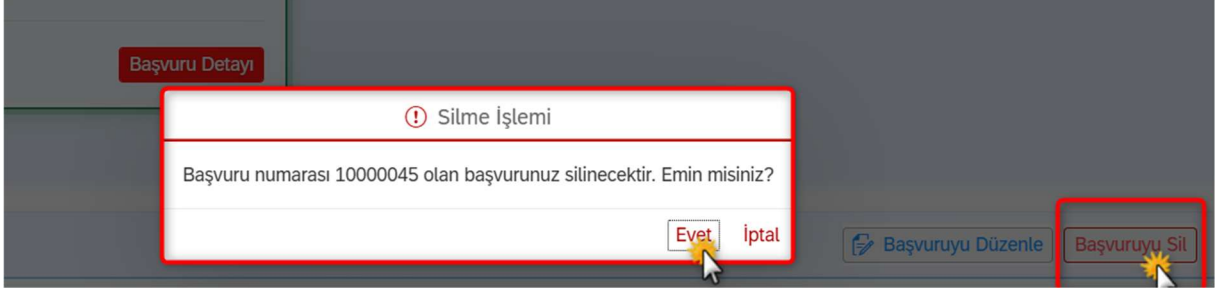 Başvuru Detayı
Silme İşlemi
Başvuru numarası 10000045 olan başvurunuz silinecektir. Emin misiniz?
Evet İptal
Başvuruyu Düzenle Başvuruyu Sil